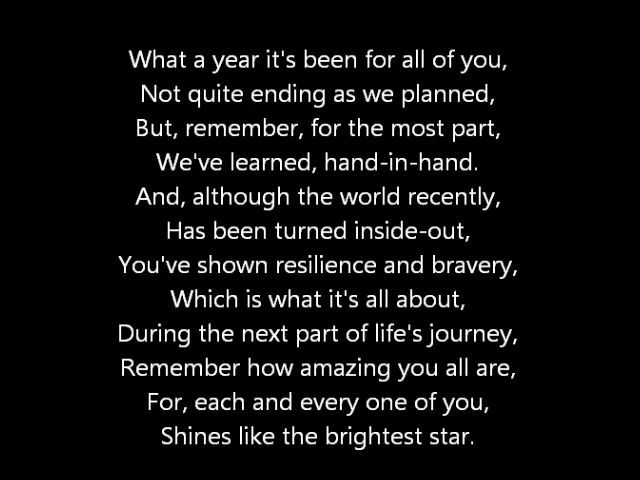 What a year it's been for all of you,
Not quite ending as we planned,
But, remember, for the most part,
We've learned, hand-in-hand.
And, although the world recently,
Has been turned inside-out,
You've shown resilience and bravery,
Which is what it's all about,
During the next part of life's journey,
Remember how amazing you all are,
For, each and every one of you,
Shines like the brightest star.